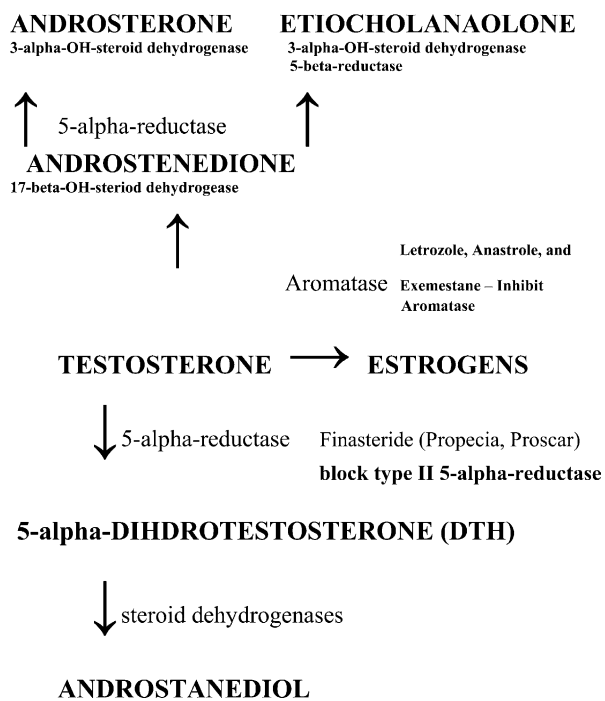 ANDROSTERONE
3-alpha-OH-steroid dehydrogenase
ETIOCHOLANAOLONE
3-alpha-OH-steroid dehydrogenase
5-beta-reductase
5-alpha-reductase
ANDROSTENEDIONE
17-beta-OH-steriod dehydrogease
Letrozole, Anastrole, and
Aromatase
Exemestane – Inhibit
Aromatase
TESTOSTERONE
ESTROGENS
5-alpha-reductase
Finasteride (Propecia, Proscar)
block type II 5-alpha-reductase
5-alpha-DIHDROTESTOSTERONE (DTH)
steroid dehydrogenases
ANDROSTANEDIOL